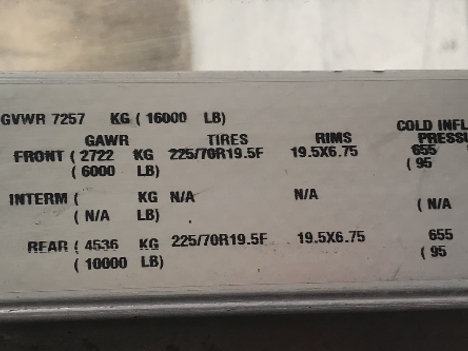 GVWR 7257 KG ( 16000 LB)
COLD INFL
GAWR TIRES RIMS PRESSU
FRONT ( 2722 KG 225/70R19.5F 19.5X6.75 655
( 6000 LB) ( 95
INTERM ( KG N/A N/A
( N/A LB) ( N/A
REAR ( 4536 KG 225/70R19.5F 19.5X6.75 655
( 10000 LB) ( 95